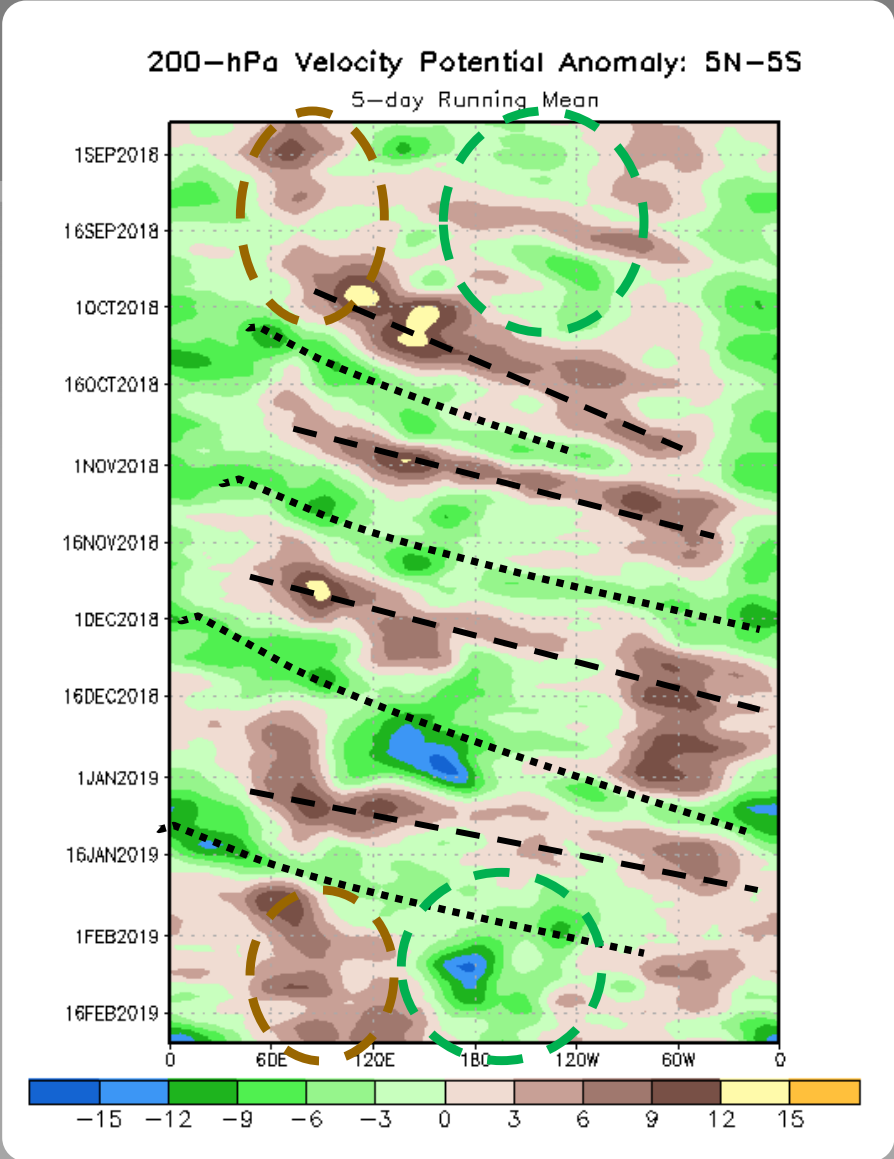 200-hPa Velocity Potential Anomaly: 5N-5S
5-day Running Mean
1SEP2018
16SEP2018
1OCT2018
16OCT2018
1NOV2018
16NOV2018
1DEC2018
16DEC2018
1JAN2019
16JAN2019
1FEB2019
16FEB2019
0 60E 120E 180 120W 60W 0
-15 -12 -9 -6 -3 0 3 6 9 12 15